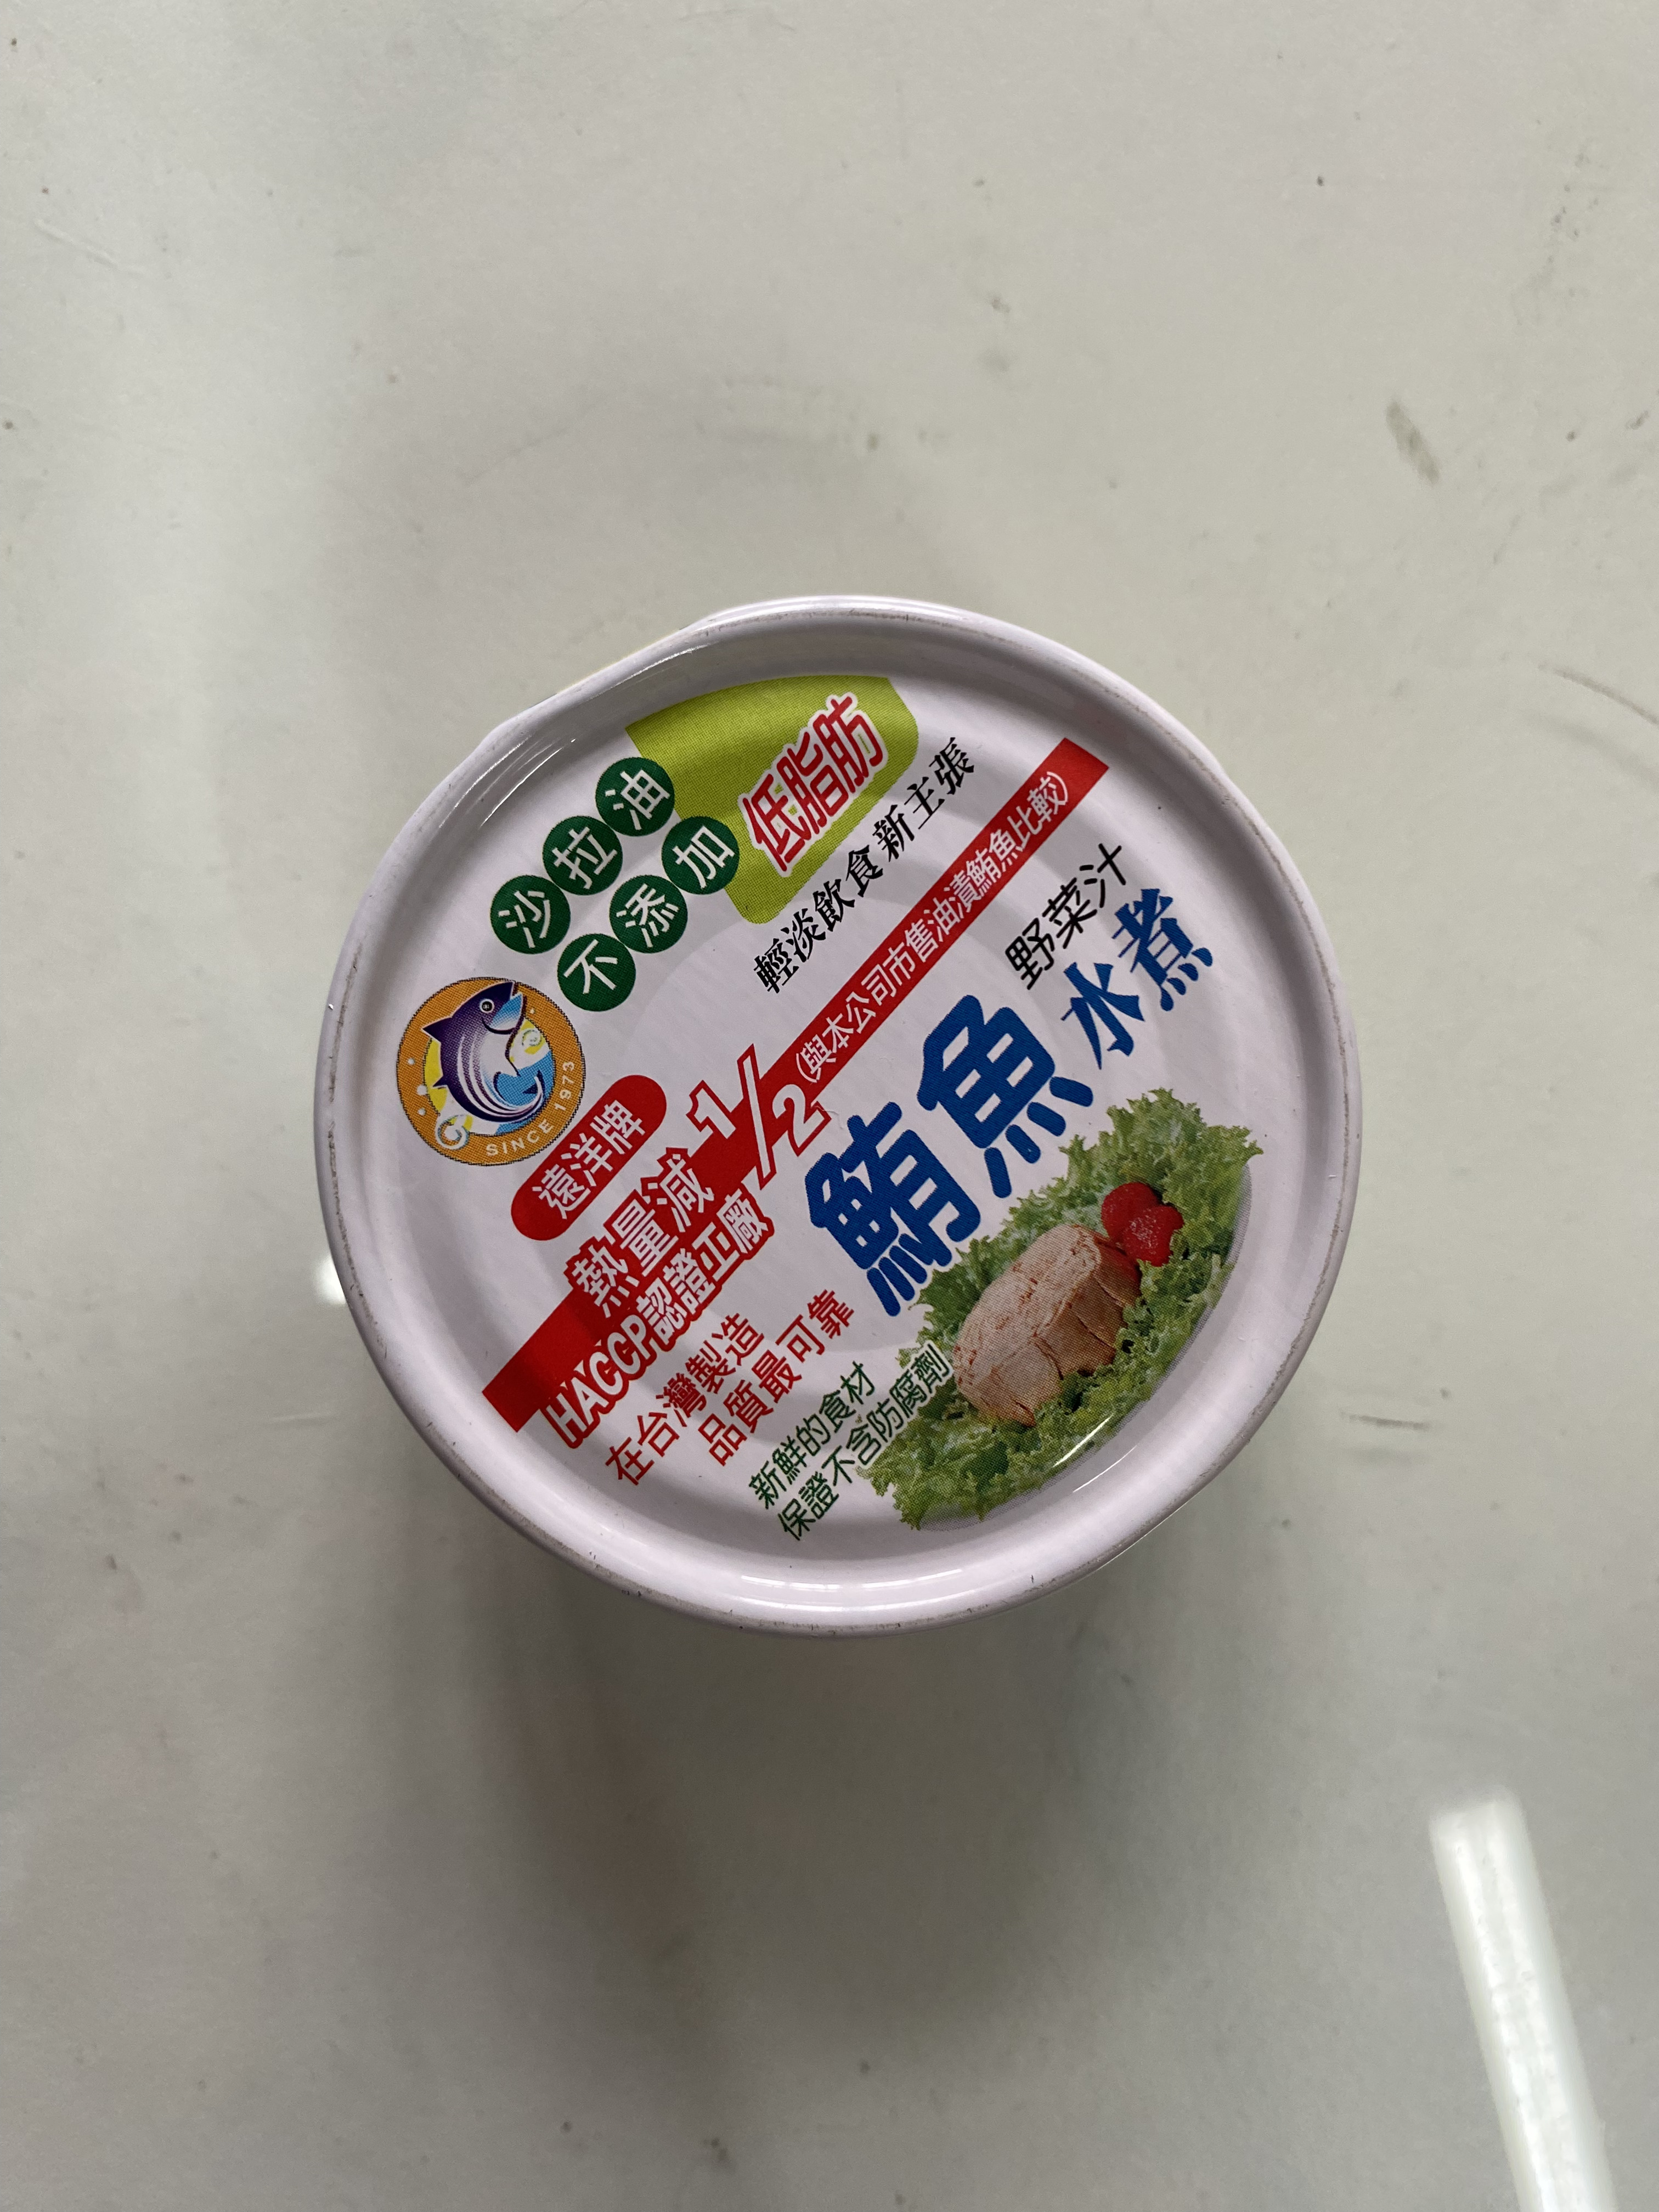 沙拉油
不添加
低脂肪
輕淡飲食新主張
SINCE 1973
遠洋牌
熱量減1/2(與本公司市售油漬鮪魚比較)
HACCP認證工廠
野菜汁
水煮
鮪魚
在台灣製造
品質最可靠
新鮮的食材
保證不含防腐劑